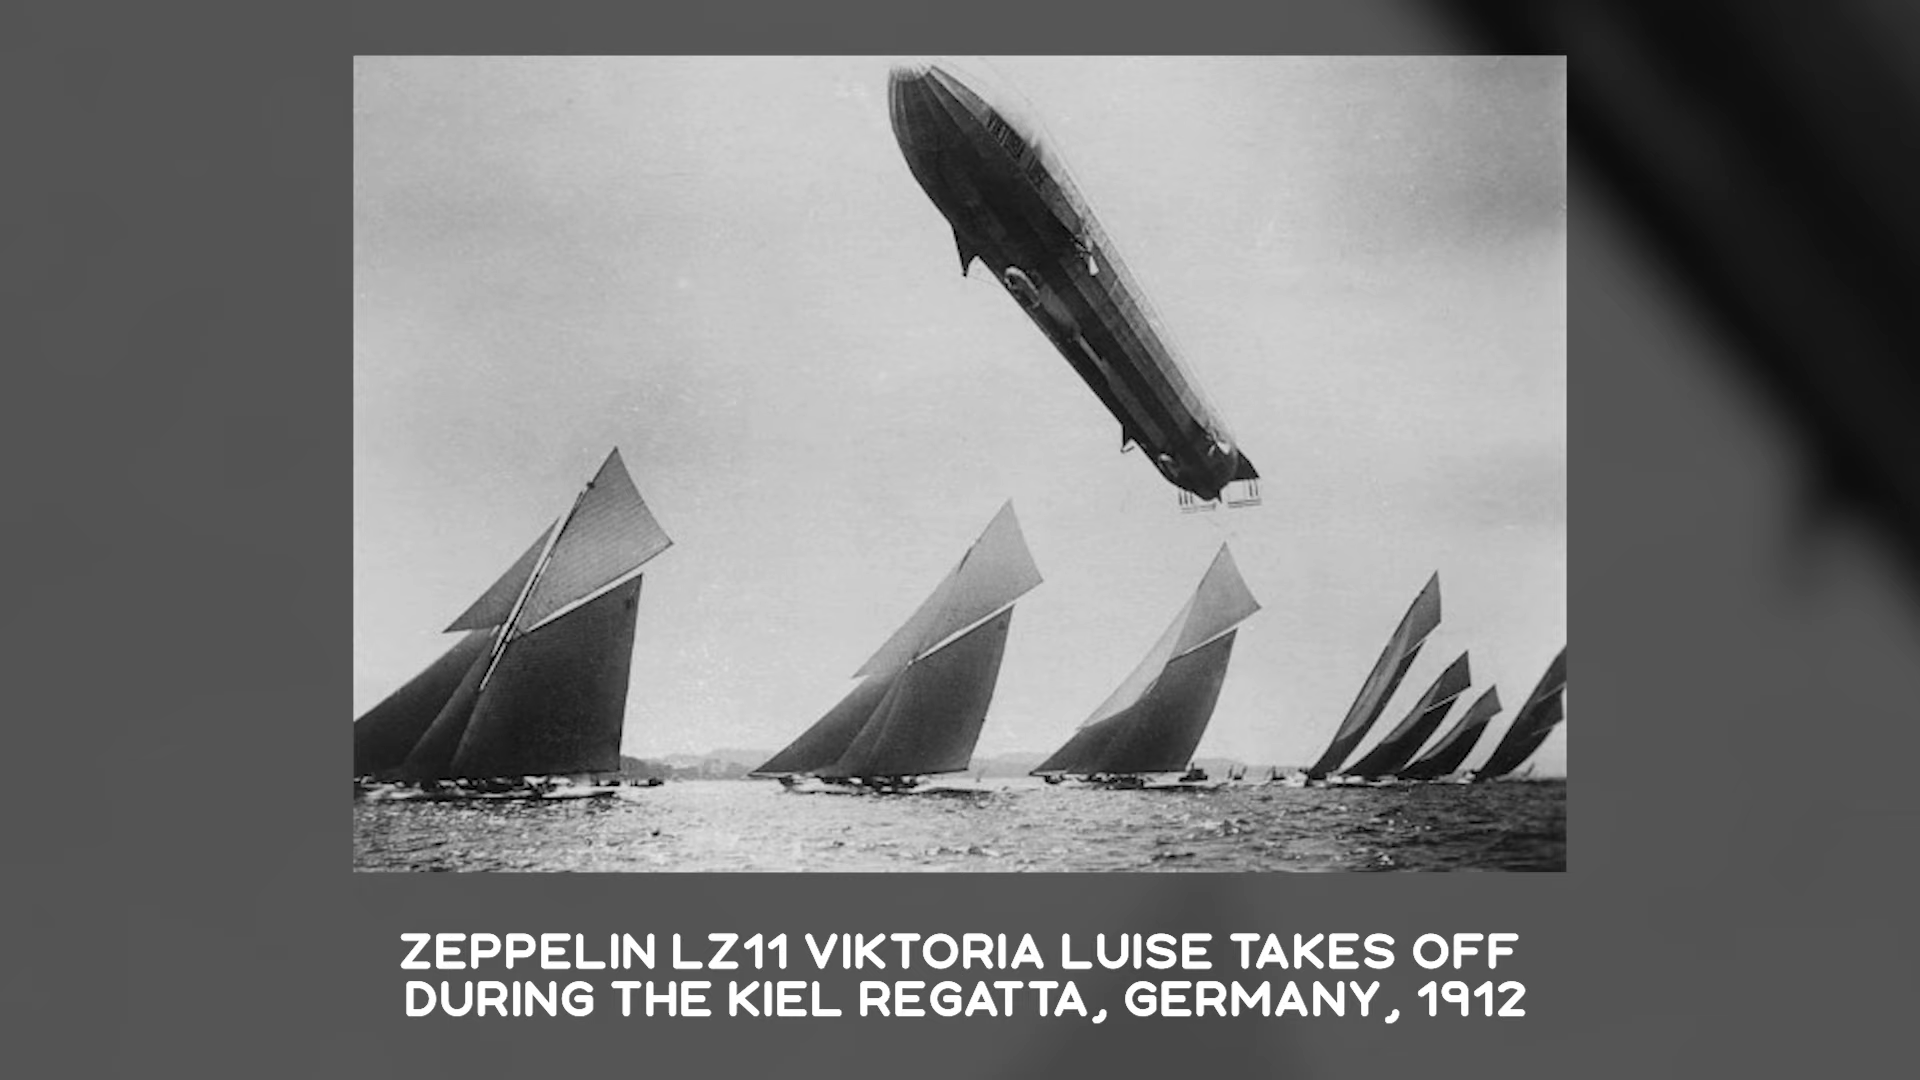 ZEPPELIN LZ11 VIKTORIA LUISE TAKES OFF
DURING THE KIEL REGATTA, GERMANY, 1912